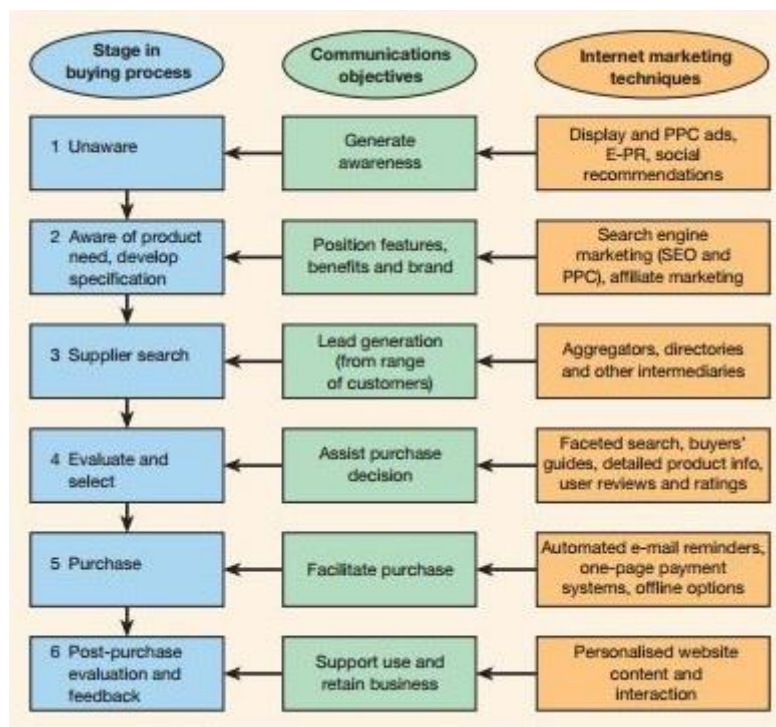 Stage in
buying process
Communications
objectives
Internet marketing
techniques
1 Unaware
Generate
awareness
Display and PPC ads,
E-PR, social
recommendations
2 Aware of product
need, develop
specification
Position features,
benefits and brand
Search engine
marketing (SEO and
PPC), affiliate marketing
3 Supplier search
Lead generation
(from range
of customers)
Aggregators, directories
and other intermediaries
4 Evaluate and
select
Assist purchase
decision
Faceted search, buyers'
guides, detailed product info,
user reviews and ratings
5 Purchase
Facilitate purchase
Automated e-mail reminders,
one-page payment
systems, offline options
6 Post-purchase
evaluation and
feedback
Support use and
retain business
Personalised website
content and
interaction